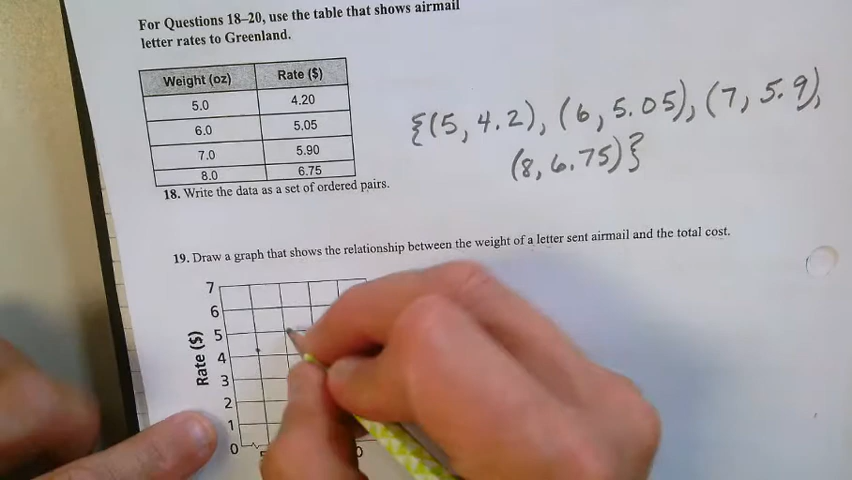 For Questions 18–20, use the table that shows airmail
letter rates to Greenland.
Weight (oz) Rate ($)
5.0 4.20
6.0 5.05
7.0 5.90
8.0 6.75
{(5, 4.2), (6, 5.05), (7, 5.9),
(8, 6.75)}
18. Write the data as a set of ordered pairs.
19. Draw a graph that shows the relationship between the weight of a letter sent airmail and the total cost.
7
6
5
4
3
2
1
0
Rate ($)